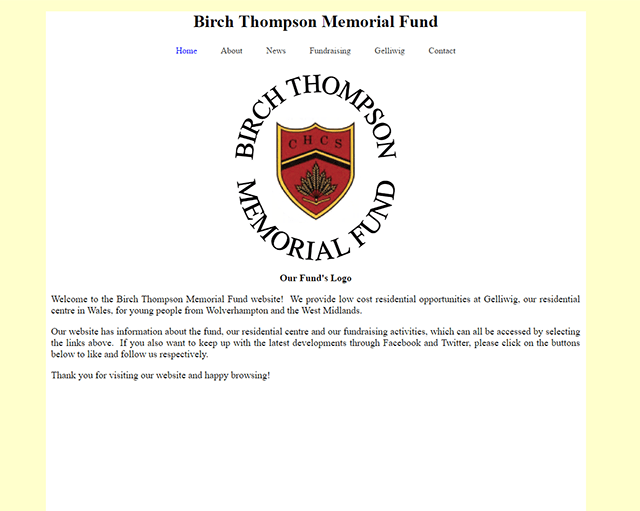 Birch Thompson Memorial Fund
Home About News Fundraising Gelliwig Contact
BIRCH THOMPSON
C H C S
MEMORIAL FUND
Our Fund's Logo
Welcome to the Birch Thompson Memorial Fund website!  We provide low cost residential opportunities at Gelliwig, our residential
centre in Wales, for young people from Wolverhampton and the West Midlands.
Our website has information about the fund, our residential centre and our fundraising activities, which can all be accessed by selecting
the links above.  If you also want to keep up with the latest developments through Facebook and Twitter, please click on the buttons
below to like and follow us respectively.
Thank you for visiting our website and happy browsing!